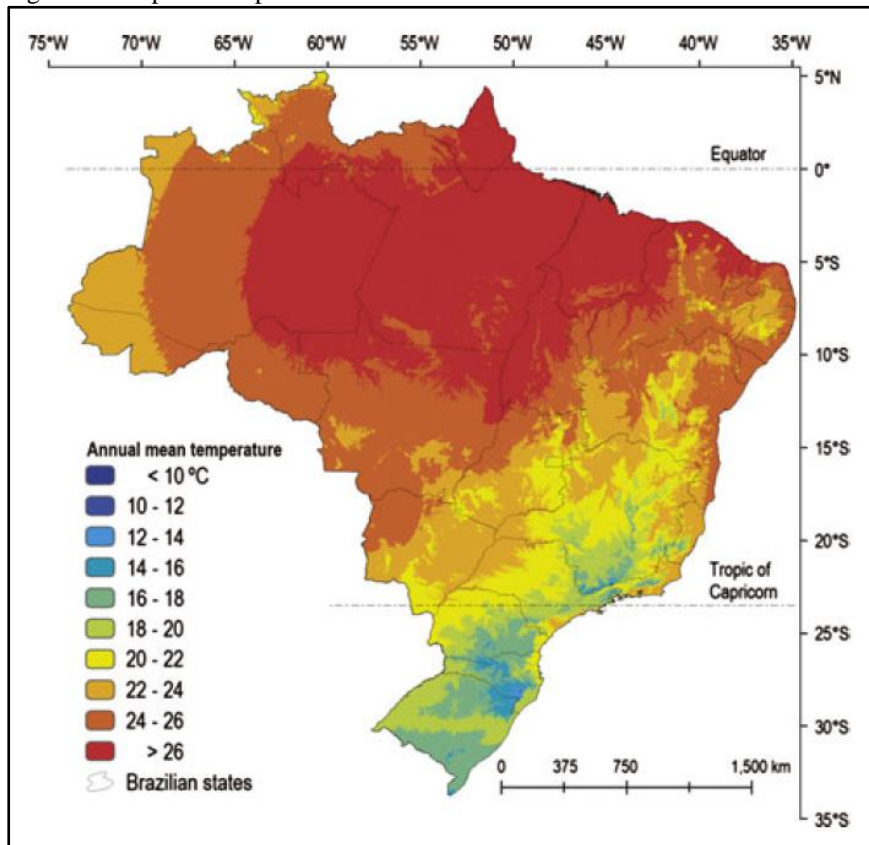 75°W 70°W 65°W 60°W 55°W 50°W 45°W 40°W 35°W
5°N
Equator
0°
5°S
10°S
15°S
20°S
Tropic of
Capricorn
25°S
30°S
35°S
Annual mean temperature
< 10 ºC
10 - 12
12 - 14
14 - 16
16 - 18
18 - 20
20 - 22
22 - 24
24 - 26
> 26
Brazilian states
0 375 750 1,500 km